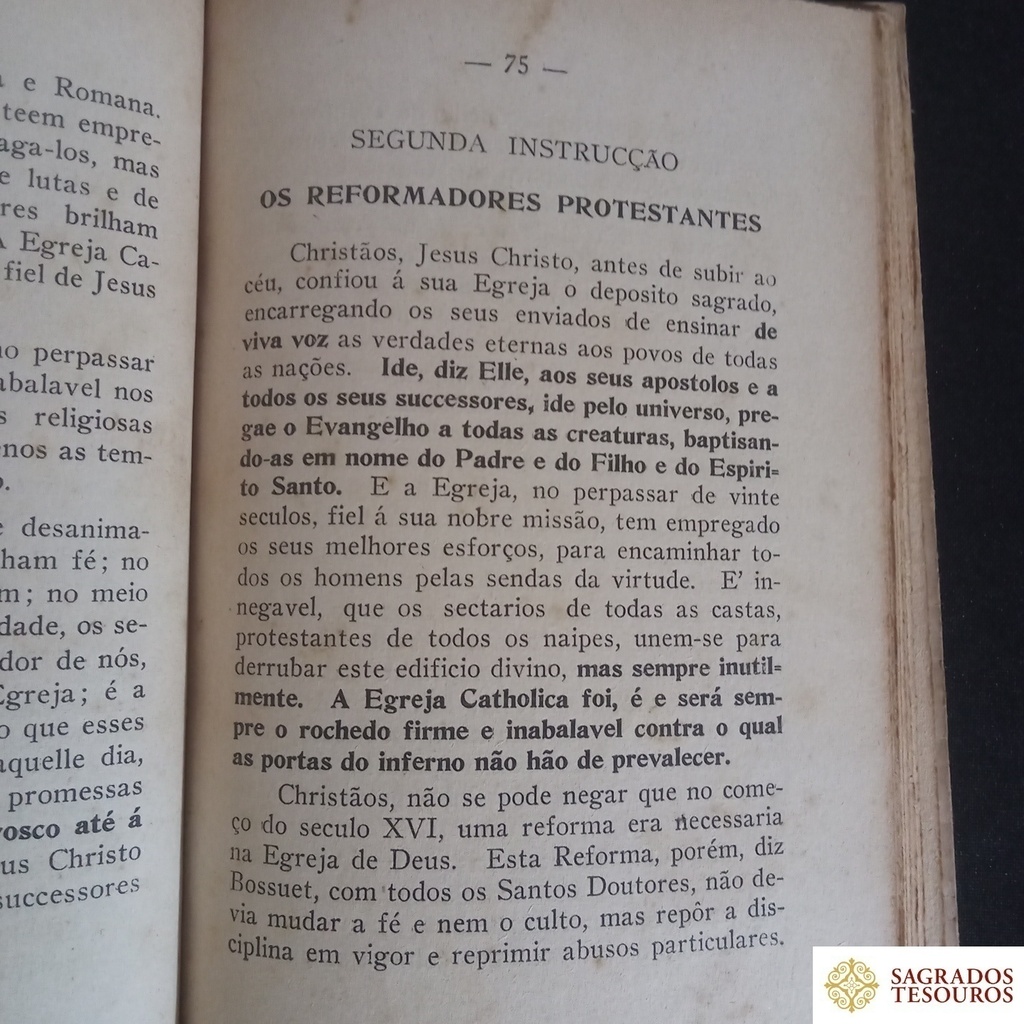 e Romana.
teem empre-
aga-los, mas
e lutas e de
res brilham
A Egreja Ca-
fiel de Jesus
perpassar
abalavel nos
s religiosas
nos as tem-
desanima-
ham fé; no
m; no meio
dade, os se-
dor de nós,
Egreja; é a
que esses
aquelle dia,
promessas
vosco até á
us Christo
successores
— 75 —
SEGUNDA INSTRUCÇÃO
OS REFORMADORES PROTESTANTES
Christãos, Jesus Christo, antes de subir ao
céu, confiou á sua Egreja o deposito sagrado,
encarregando os seus enviados de ensinar de
viva voz as verdades eternas aos povos de todas
as nações. Ide, diz Elle, aos seus apostolos e a
todos os seus successores, ide pelo universo, pre-
gae o Evangelho a todas as creaturas, baptisan-
do-as em nome do Padre e do Filho e do Espiri=
to Santo. E a Egreja, no perpassar de vinte
seculos, fiel á sua nobre missão, tem empregado
os seus melhores esforços, para encaminhar to-
dos os homens pelas sendas da virtude. E' in-
negavel, que os sectarios de todas as castas,
protestantes de todos os naipes, unem-se para
derrubar este edificio divino, mas sempre inutil=
mente. A Egreja Catholica foi, é e será sem-
pre o rochedo firme e inabalavel contra o qual
as portas do inferno não hão de prevalecer.
Christãos, não se pode negar que no come-
ço do seculo XVI, uma reforma era necessaria
na Egreja de Deus. Esta Reforma, porém, diz
Bossuet, com todos os Santos Doutores, não de-
via mudar a fé e nem o culto, mas repôr a dis-
ciplina em vigor e reprimir abusos particulares.
SAGRADOS
TESOUROS